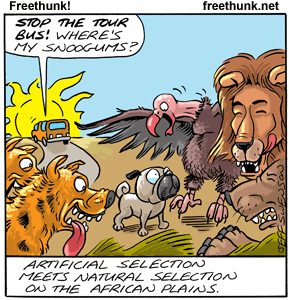 Freethunk! freethunk.net
STOP THE TOUR
BUS! WHERE'S
MY SNOOGUMS?
ARTIFICIAL SELECTION
MEETS NATURAL SELECTION
ON THE AFRICAN PLAINS.